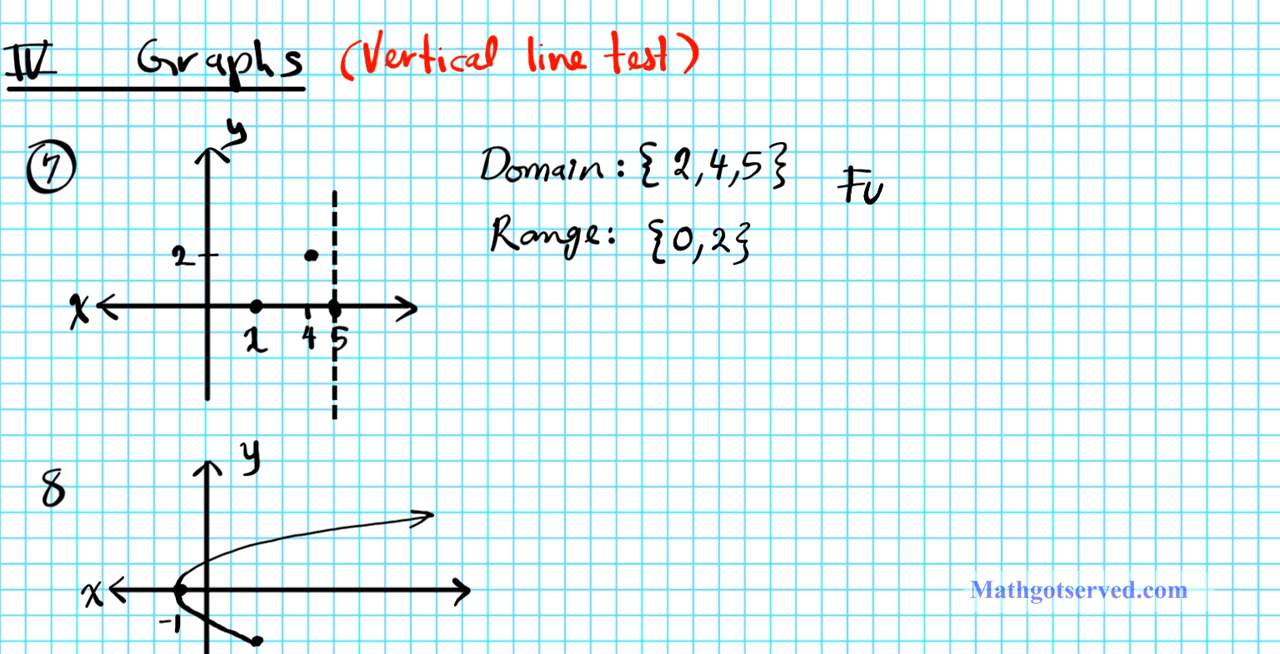 IV Graphs (Vertical line test)
7
y
Domain: { 2,4,5}
Fu
Range: {0,2}
2
x
2 4 5
8
y
x
-1
Mathgotserved.com